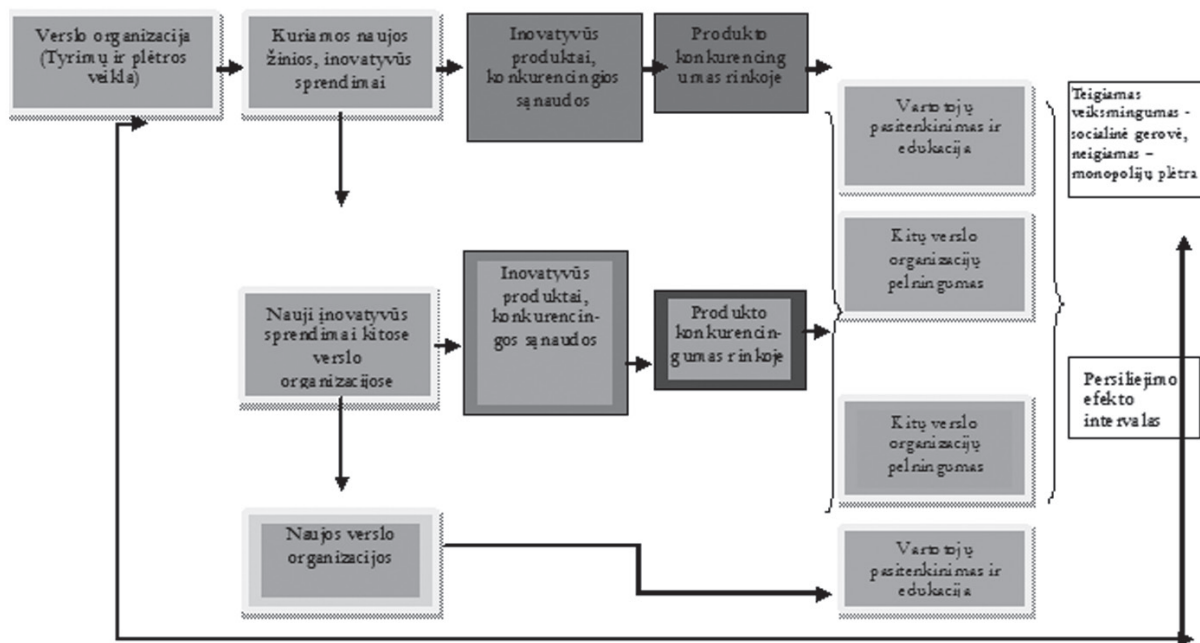 Verslo organizacija
(Tyrimų ir plėtros
veikla)
Kuriamos naujos
žinios, inovatyvūs
sprendimai
Inovatyvūs
produktai,
konkurencingios
sąnaudos
Produkto
konkurencing
umas rinkoje
Vartotojų
pasitenkinimas ir
edukacija
Teigiamas
veiksmingumas -
socialinė gerovė,
neigiamas –
monopolijų plėtra
Kitų verslo
organizacijų
pelningumas
Nauji inovatyvūs
sprendimai kitose
verslo
organizacijose
Inovatyvūs
produktai,
konkurencin-
gos sąnaudos
Produkto
konkurencin-
gumas rinkoje
Persiliejimo
efekto
intervalas
Kitų verslo
organizacijų
pelningumas
Naujos verslo
organizacijos
Vartotojų
pasitenkinimas ir
edukacija